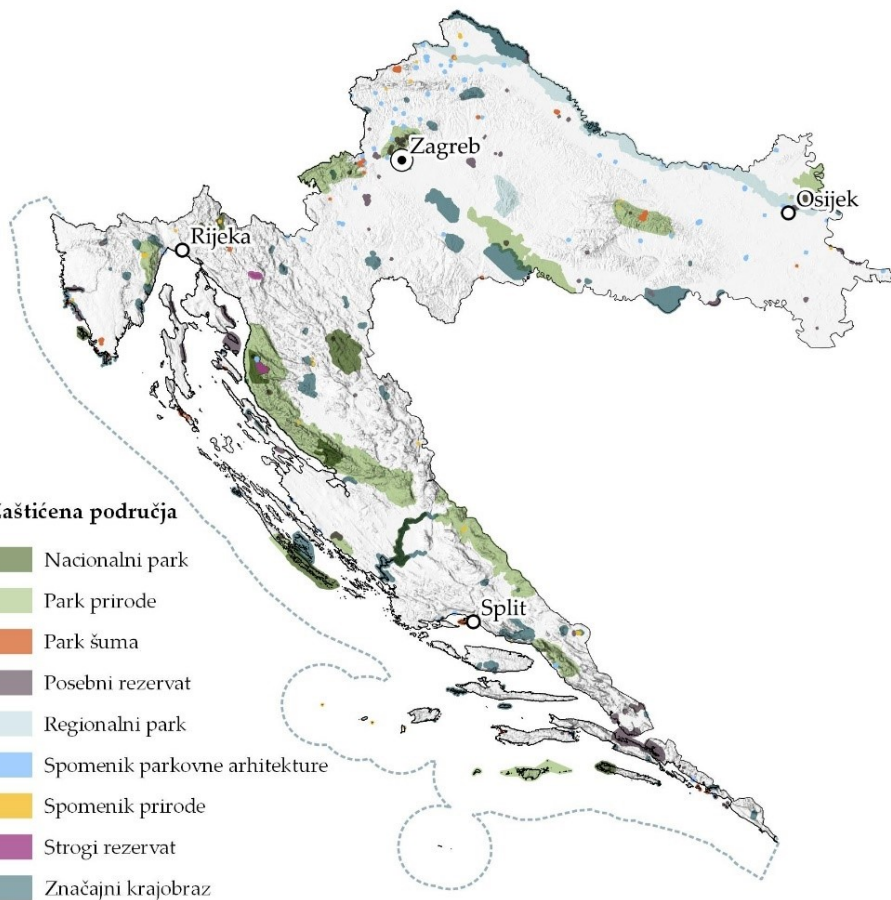 Zagreb
Osijek
Rijeka
Split
Zaštićena područja
Nacionalni park
Park prirode
Park šuma
Posebni rezervat
Regionalni park
Spomenik parkovne arhitekture
Spomenik prirode
Strogi rezervat
Značajni krajobraz